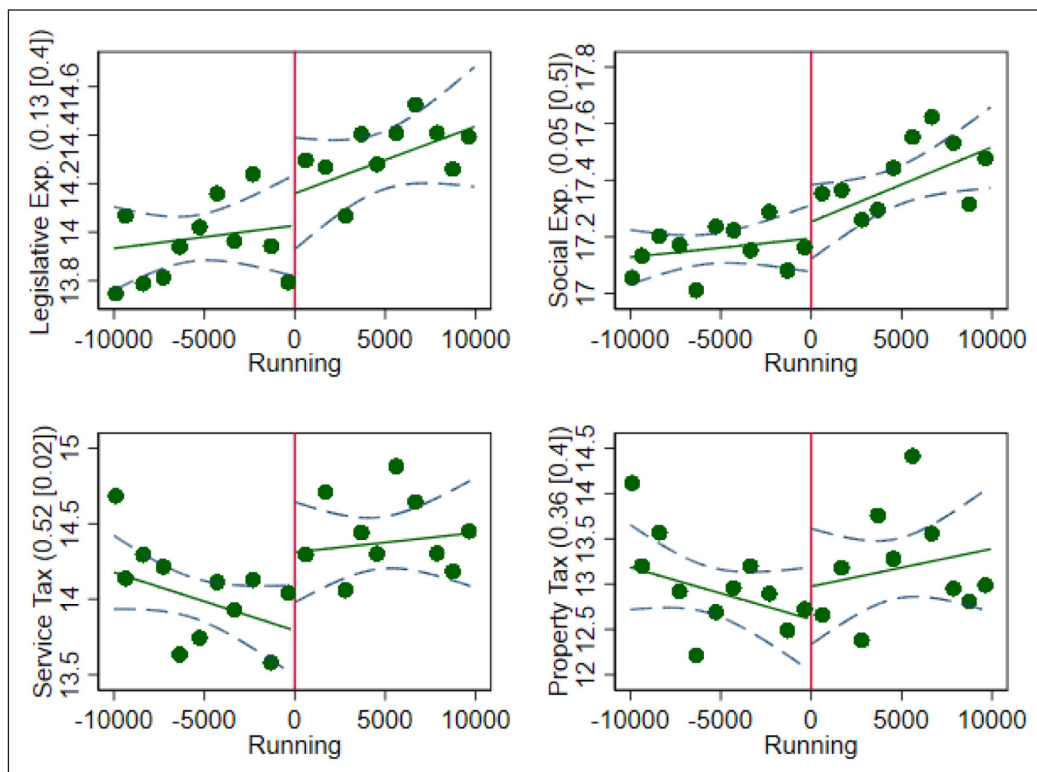 Legislative Exp. (0.13 [0.4])
14.6
14.4
14.2
14
13.8
-10000 -5000 0 5000 10000
Running
Social Exp. (0.05 [0.5])
17.8
17.6
17.4
17.2
17
-10000 -5000 0 5000 10000
Running
Service Tax (0.52 [0.02])
15
14.5
14
13.5
-10000 -5000 0 5000 10000
Running
Property Tax (0.36 [0.4])
14.5
14
13.5
13
12.5
12
-10000 -5000 0 5000 10000
Running